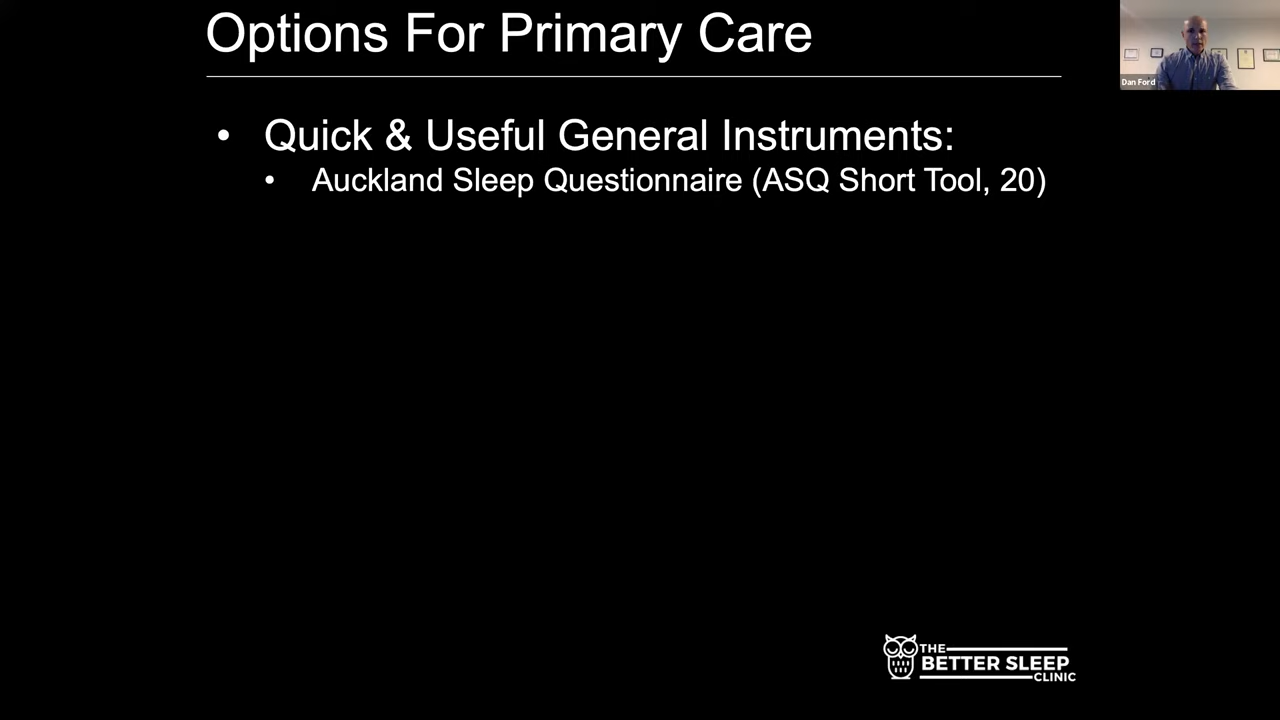 Options For Primary Care
Dan Ford
• Quick & Useful General Instruments:
• Auckland Sleep Questionnaire (ASQ Short Tool, 20)
THE
BETTER SLEEP
CLINIC